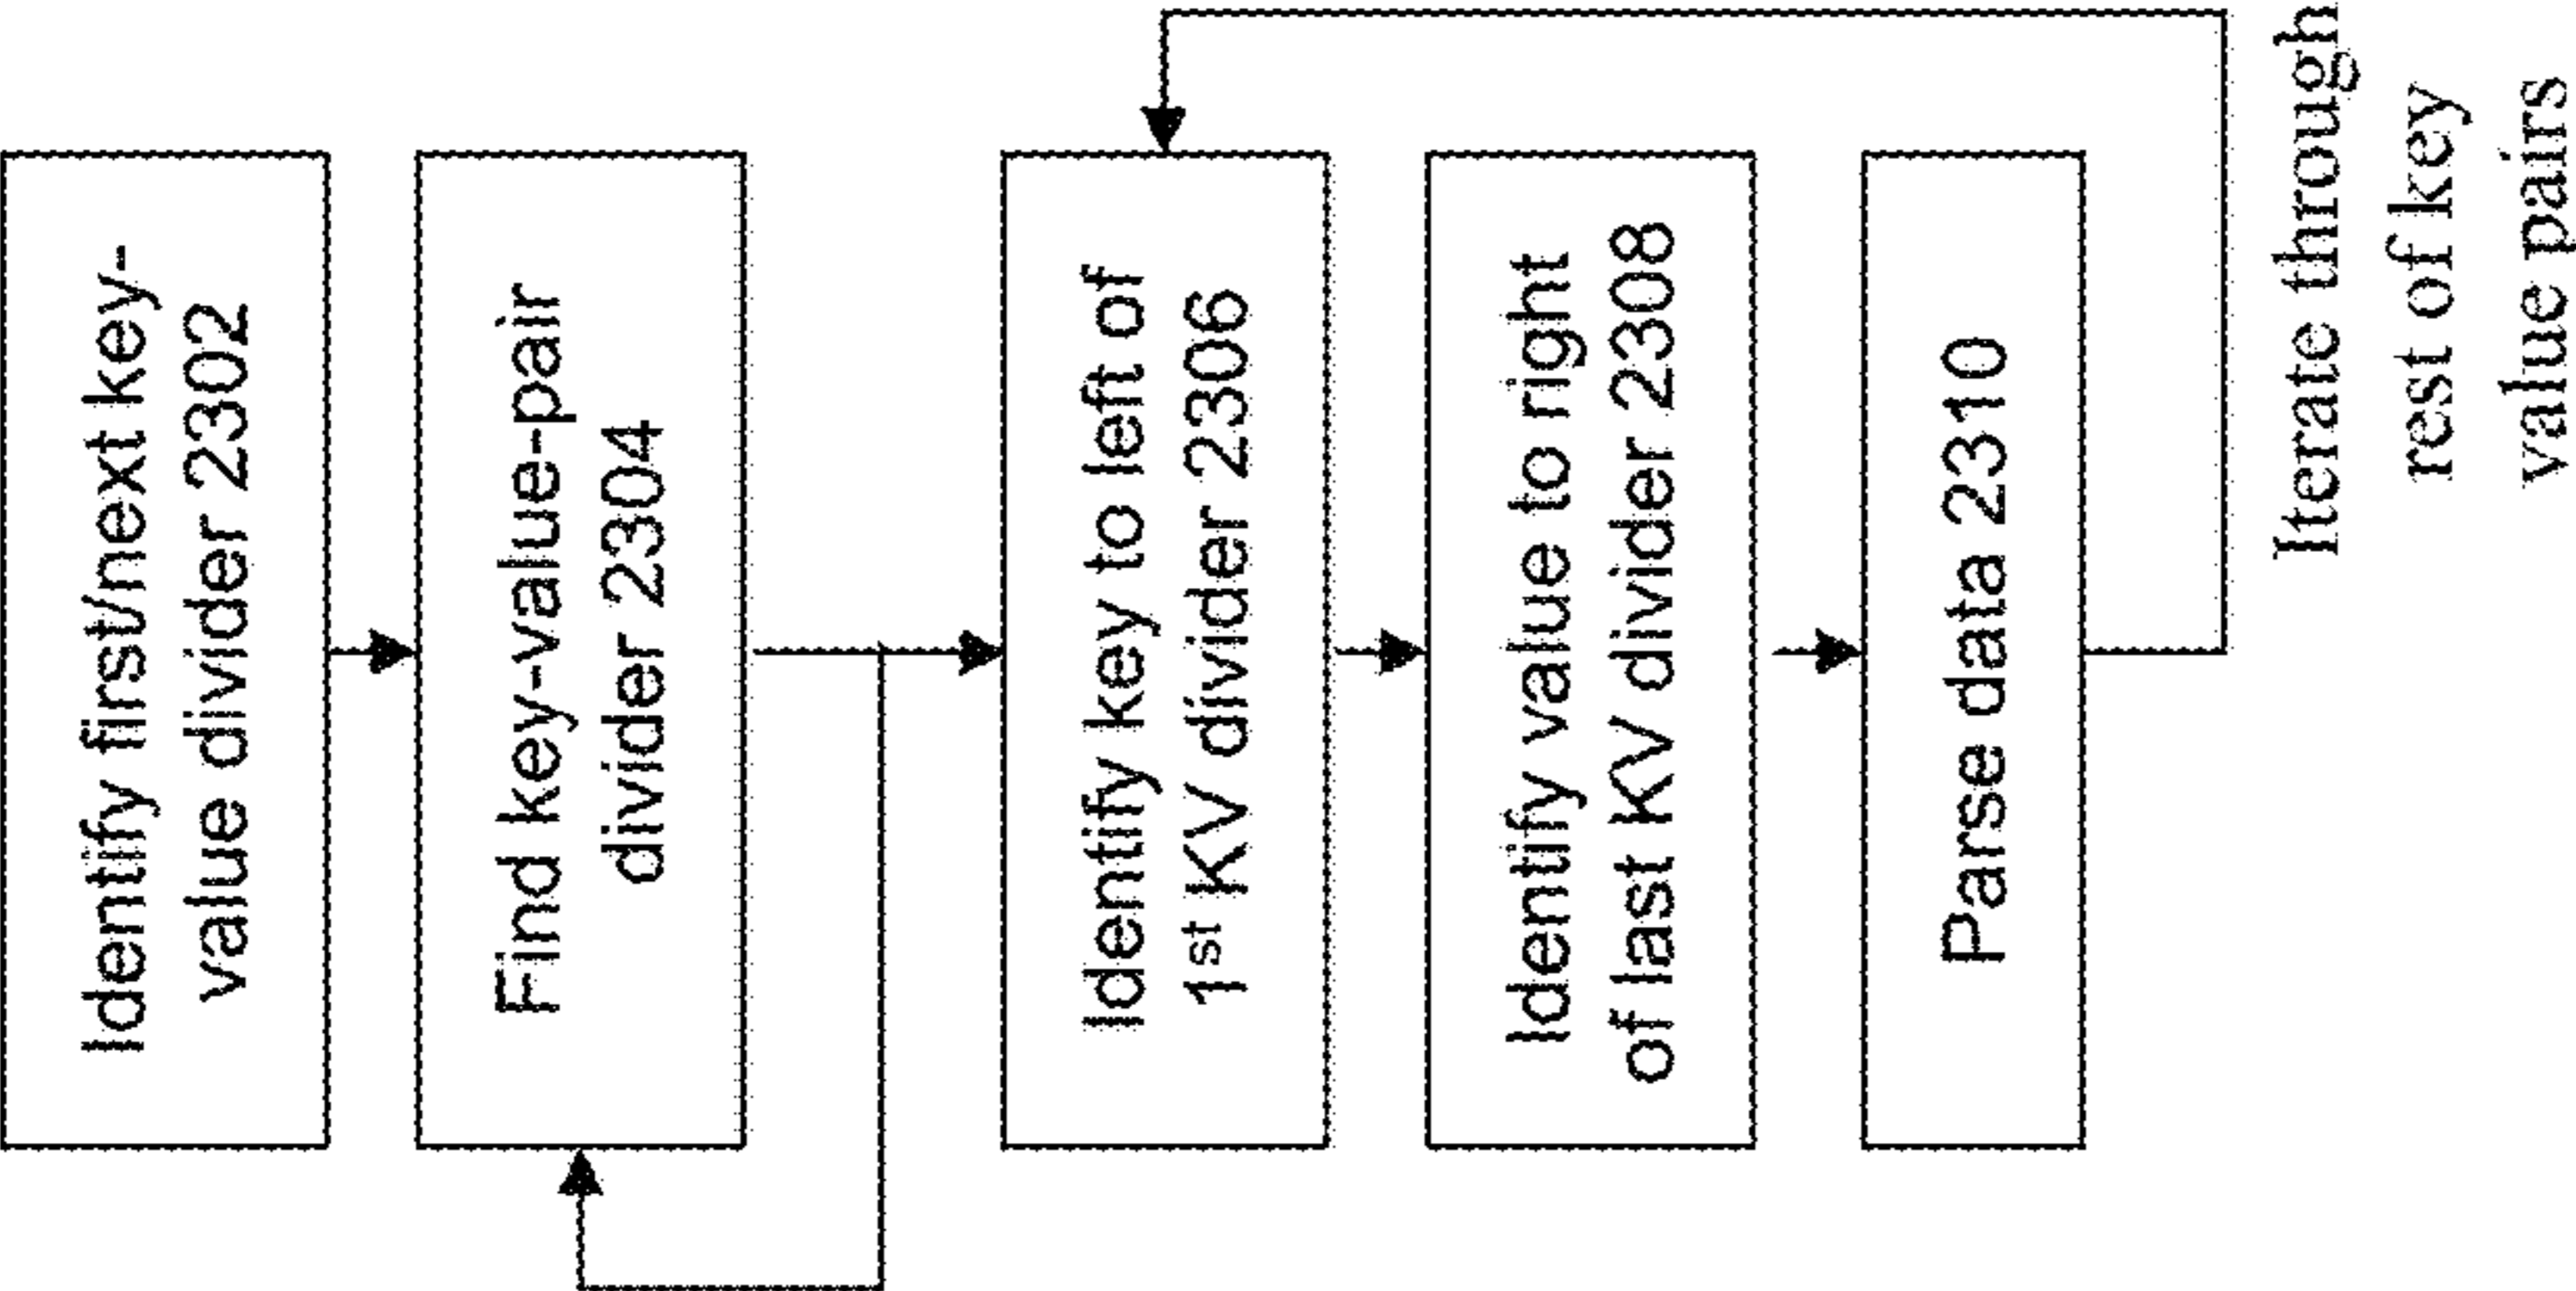 Identify first/next key-
value divider 2302
Find key-value-pair
divider 2304
Identify key to left of
1st KV divider 2306
Identify value to right
of last KV divider 2308
Parse data 2310
Iterate through
rest of key
value pairs